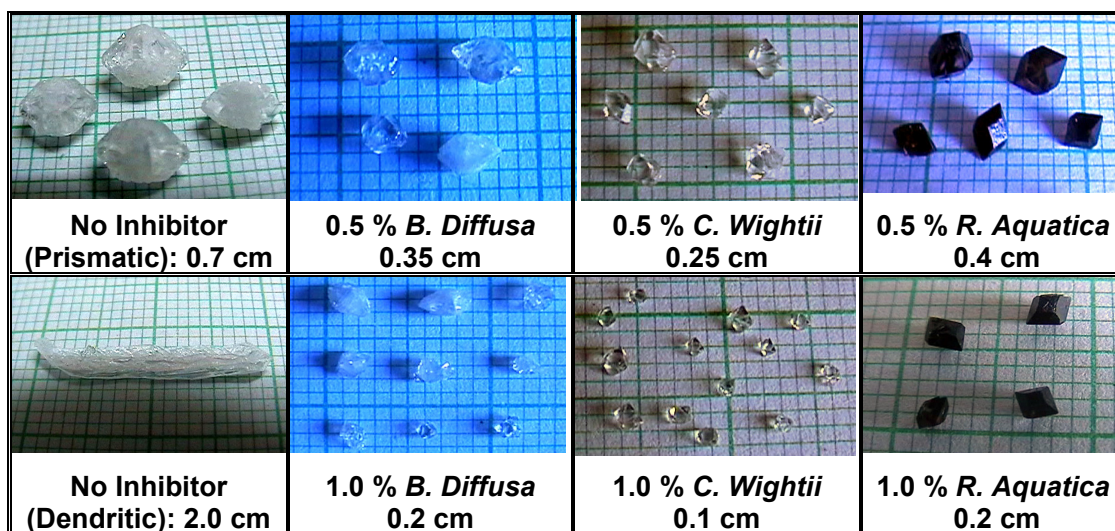 No Inhibitor
(Prismatic): 0.7 cm
0.5 % B. Diffusa
0.35 cm
0.5 % C. Wightii
0.25 cm
0.5 % R. Aquatica
0.4 cm
No Inhibitor
(Dendritic): 2.0 cm
1.0 % B. Diffusa
0.2 cm
1.0 % C. Wightii
0.1 cm
1.0 % R. Aquatica
0.2 cm